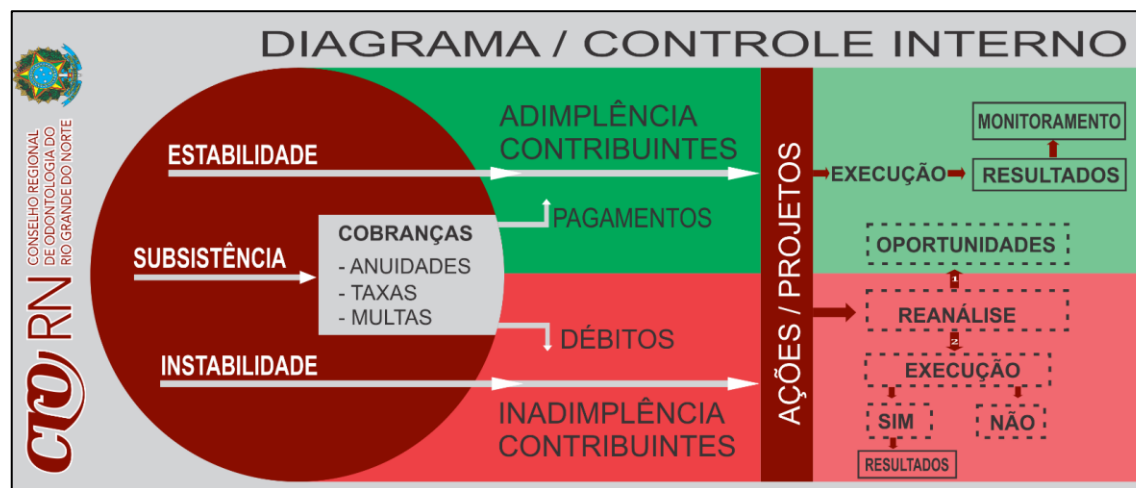 DIAGRAMA / CONTROLE INTERNO
cro RN
CONSELHO REGIONAL
DE ODONTOLOGIA DO
RIO GRANDE DO NORTE
ESTABILIDADE
ADIMPLÊNCIA
CONTRIBUINTES
SUBSISTÊNCIA
COBRANÇAS
- ANUIDADES
- TAXAS
- MULTAS
PAGAMENTOS
DÉBITOS
INSTABILIDADE
INADIMPLÊNCIA
CONTRIBUINTES
AÇÕES / PROJETOS
EXECUÇÃO
RESULTADOS
MONITORAMENTO
OPORTUNIDADES
1
REANÁLISE
2
EXECUÇÃO
SIM
NÃO
RESULTADOS